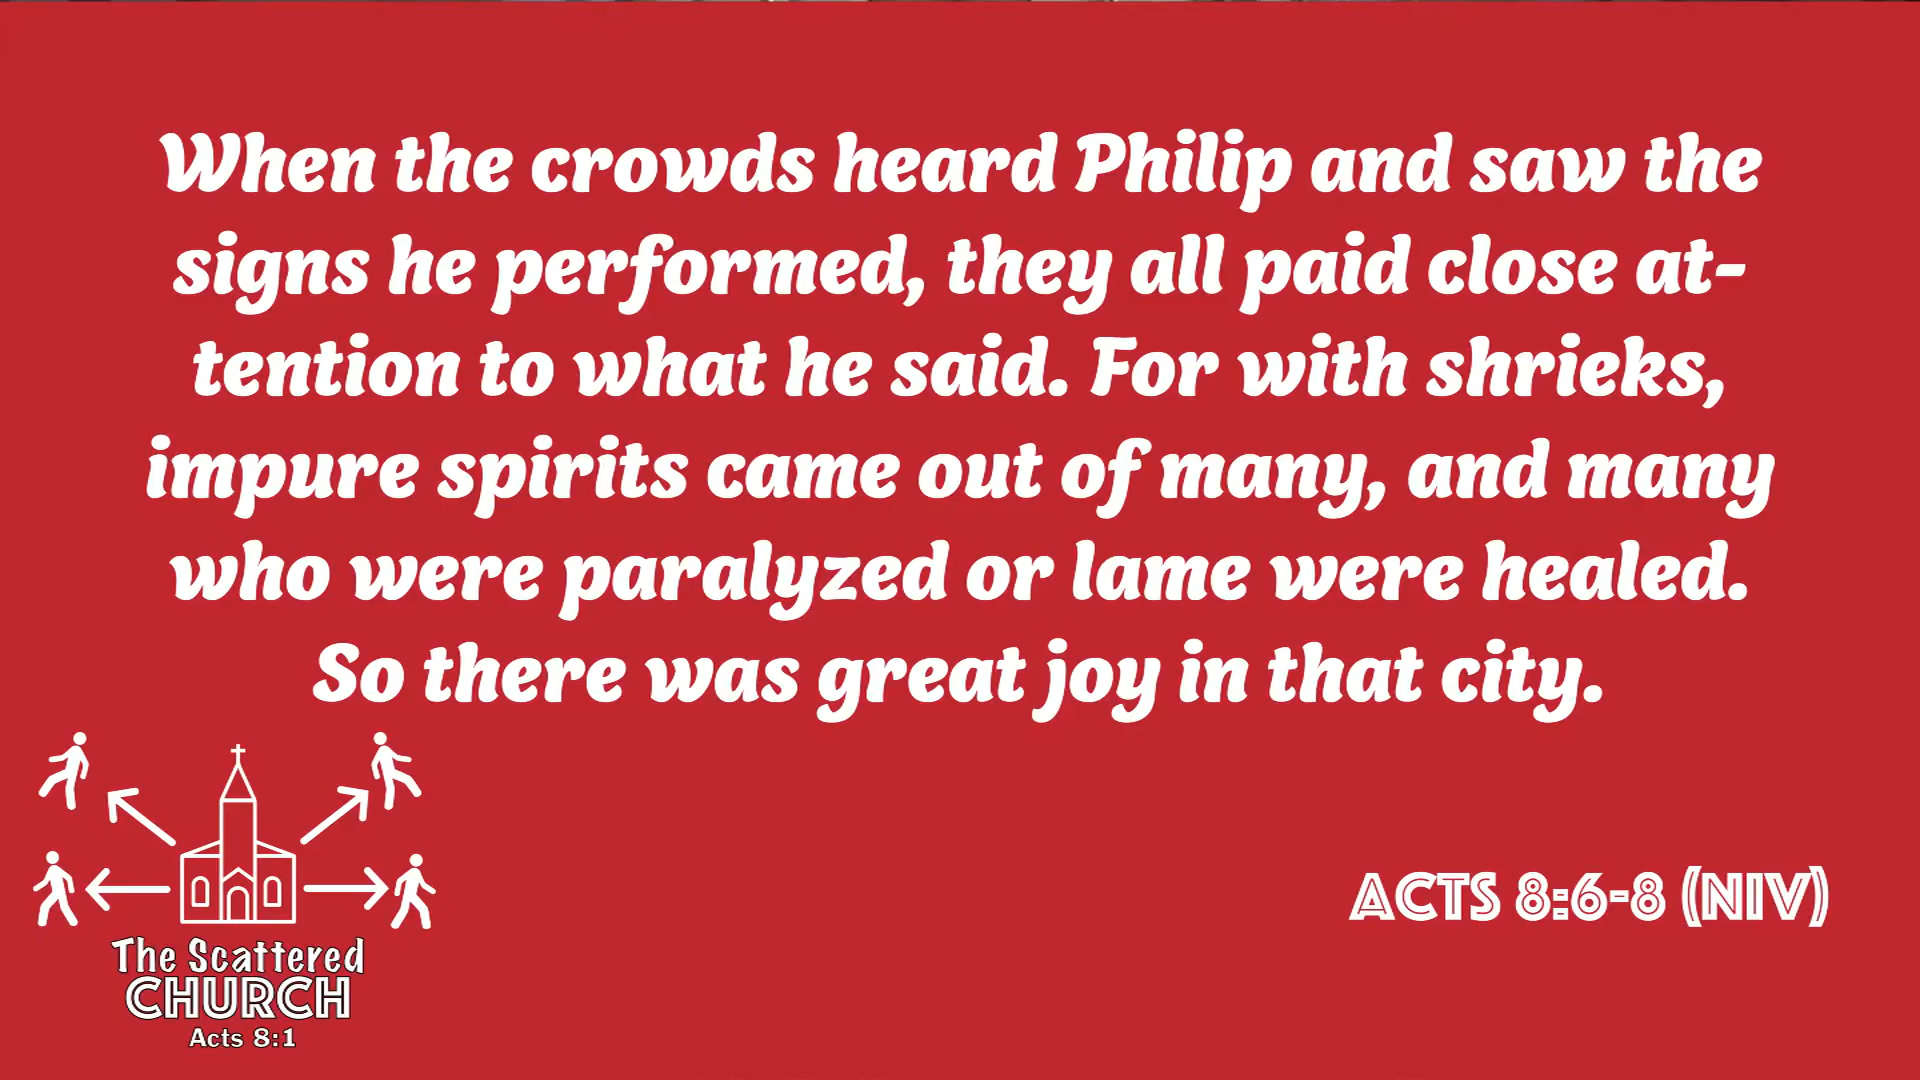 When the crowds heard Philip and saw the
signs he performed, they all paid close at-
tention to what he said. For with shrieks,
impure spirits came out of many, and many
who were paralyzed or lame were healed.
So there was great joy in that city.
ACTS 8:6-8 (NIV)
The Scattered
CHURCH
Acts 8:1